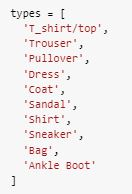 types = [
  'T_shirt/top',
  'Trouser',
  'Pullover',
  'Dress',
  'Coat',
  'Sandal',
  'Shirt',
  'Sneaker',
  'Bag',
  'Ankle Boot'
]